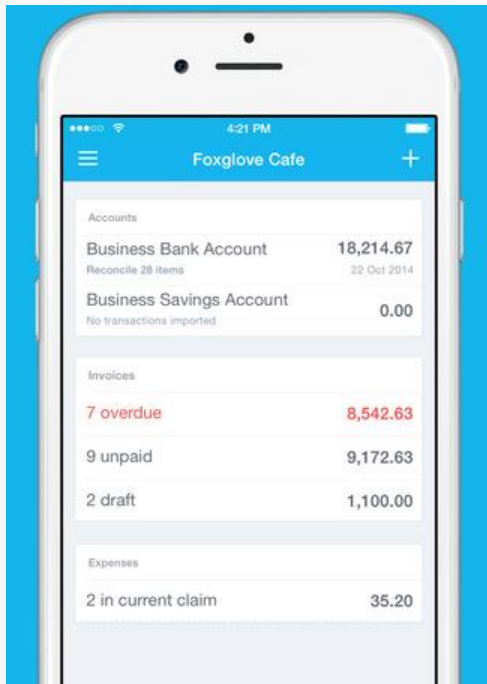 4:21 PM
Foxglove Cafe
Accounts
Business Bank Account 18,214.67
Reconcile 28 items 22 Oct 2014
Business Savings Account 0.00
No transactions imported
Invoices
7 overdue 8,542.63
9 unpaid 9,172.63
2 draft 1,100.00
Expenses
2 in current claim 35.20